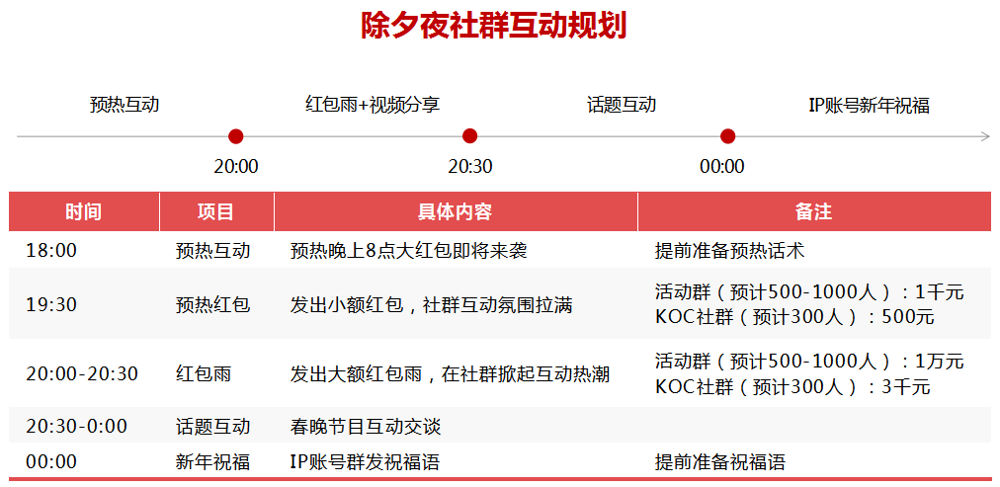 除夕夜社群互动规划
预热互动 红包雨+视频分享 话题互动 IP账号新年祝福
20:00 20:30 00:00
时间 项目 具体内容 备注
18:00 预热互动 预热晚上8点大红包即将来袭 提前准备预热话术
19:30 预热红包 发出小额红包，社群互动氛围拉满 活动群（预计500-1000人）：1千元
KOC社群（预计300人）：500元
20:00-20:30 红包雨 发出大额红包雨，在社群掀起互动热潮 活动群（预计500-1000人）：1万元
KOC社群（预计300人）：3千元
20:30-0:00 话题互动 春晚节目互动交谈
00:00 新年祝福 IP账号群发祝福语 提前准备祝福语